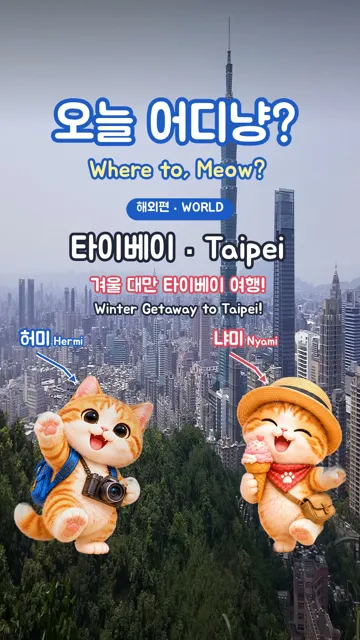 오늘 어디냥?
Where to, Meow?
해외편 · WORLD
타이베이 · Taipei
겨울 대만 타이베이 여행!
Winter Getaway to Taipei!
허미 Hermi
냐미 Nyami